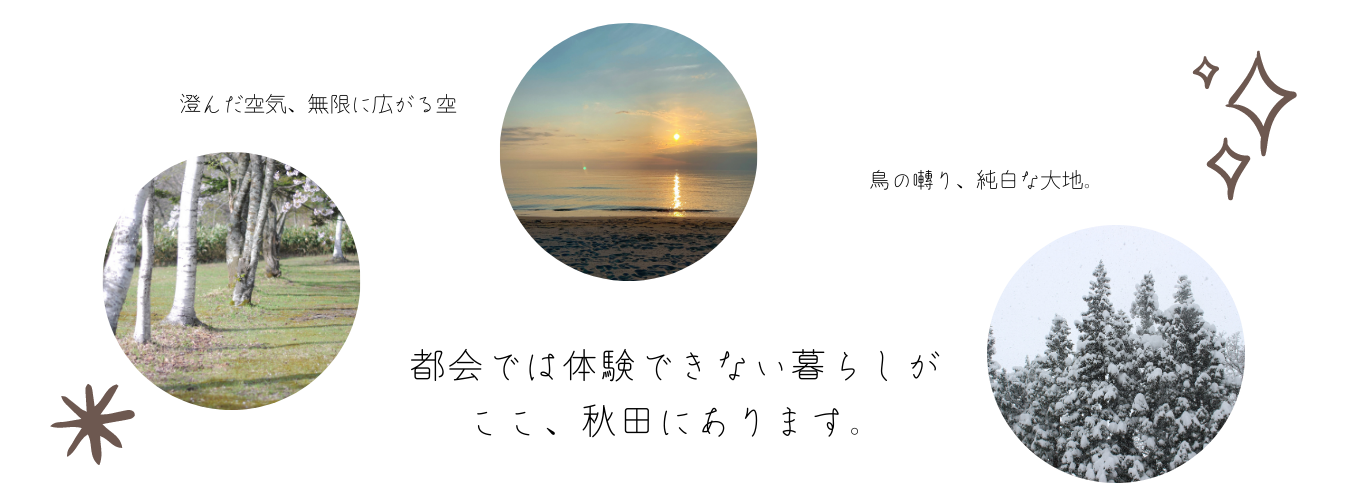 澄んだ空気、無限に広がる空
鳥の囀り、純白な大地。
都会では体験できない暮らしが
ここ、秋田にあります。